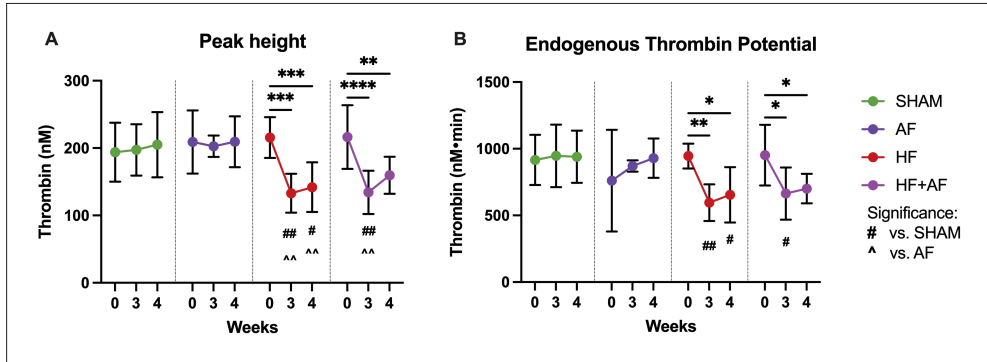 A
Peak height
Thrombin (nM)
300
200
100
0
***
***
##
^^
#
^^
**
****
##
^^
0 3 4 0 3 4 0 3 4 0 3 4
Weeks
B
Endogenous Thrombin Potential
Thrombin (nM•min)
1500
1000
500
0
*
**
##
#
*
*
#
0 3 4 0 3 4 0 3 4 0 3 4
Weeks
SHAM
AF
HF
HF+AF
Significance:
# vs. SHAM
^ vs. AF